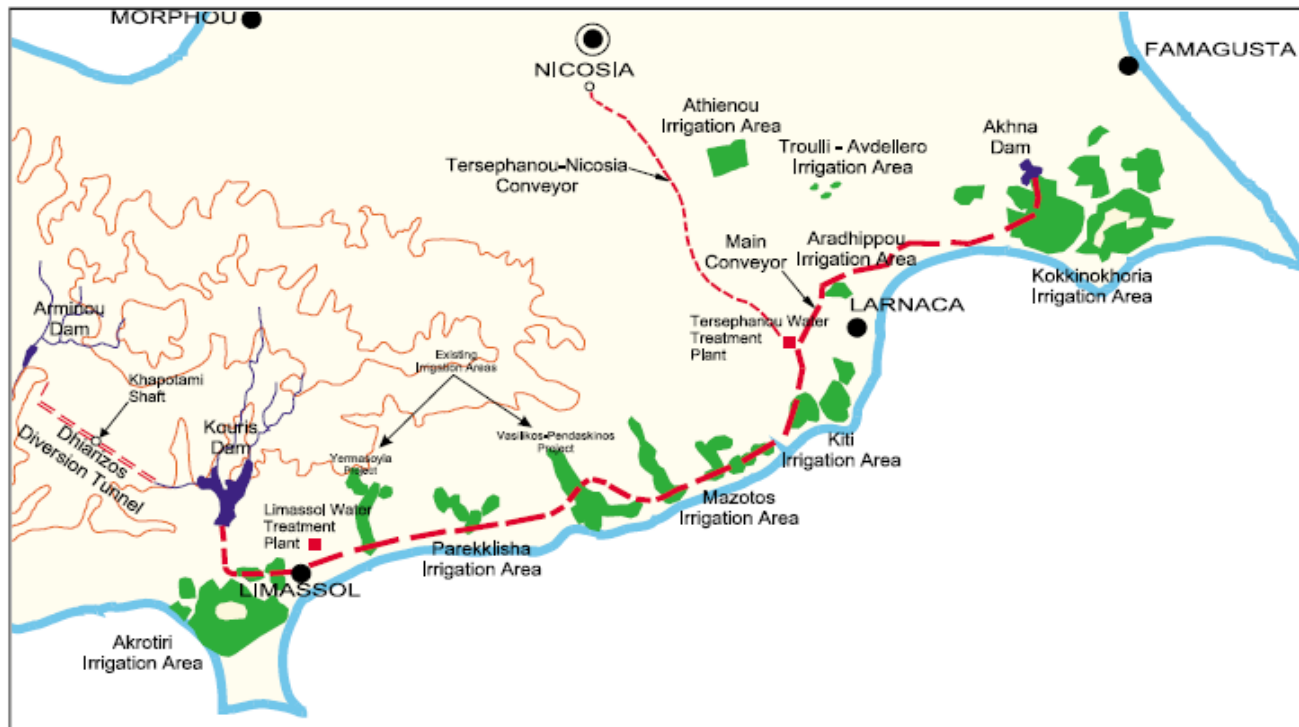 MORPHOU
NICOSIA
FAMAGUSTA
Athienou
Irrigation Area
Troulli - Avdellero
Irrigation Area
Akhna
Dam
Tersephanou-Nicosia
Conveyor
Main
Conveyor
Aradhippou
Irrigation Area
Kokkinokhoria
Irrigation Area
LARNACA
Tersephanou Water
Treatment
Plant
Arminou
Dam
Khapotami
Shaft
Existing
Irrigation Areas
Kouris
Dam
Dhiarizos
Diversion Tunnel
Vasilikos-Pendaskinos
Project
Yermasoyia
Project
Kiti
Irrigation Area
Mazotos
Irrigation Area
Limassol Water
Treatment
Plant
Parekklisha
Irrigation Area
LIMASSOL
Akrotiri
Irrigation Area